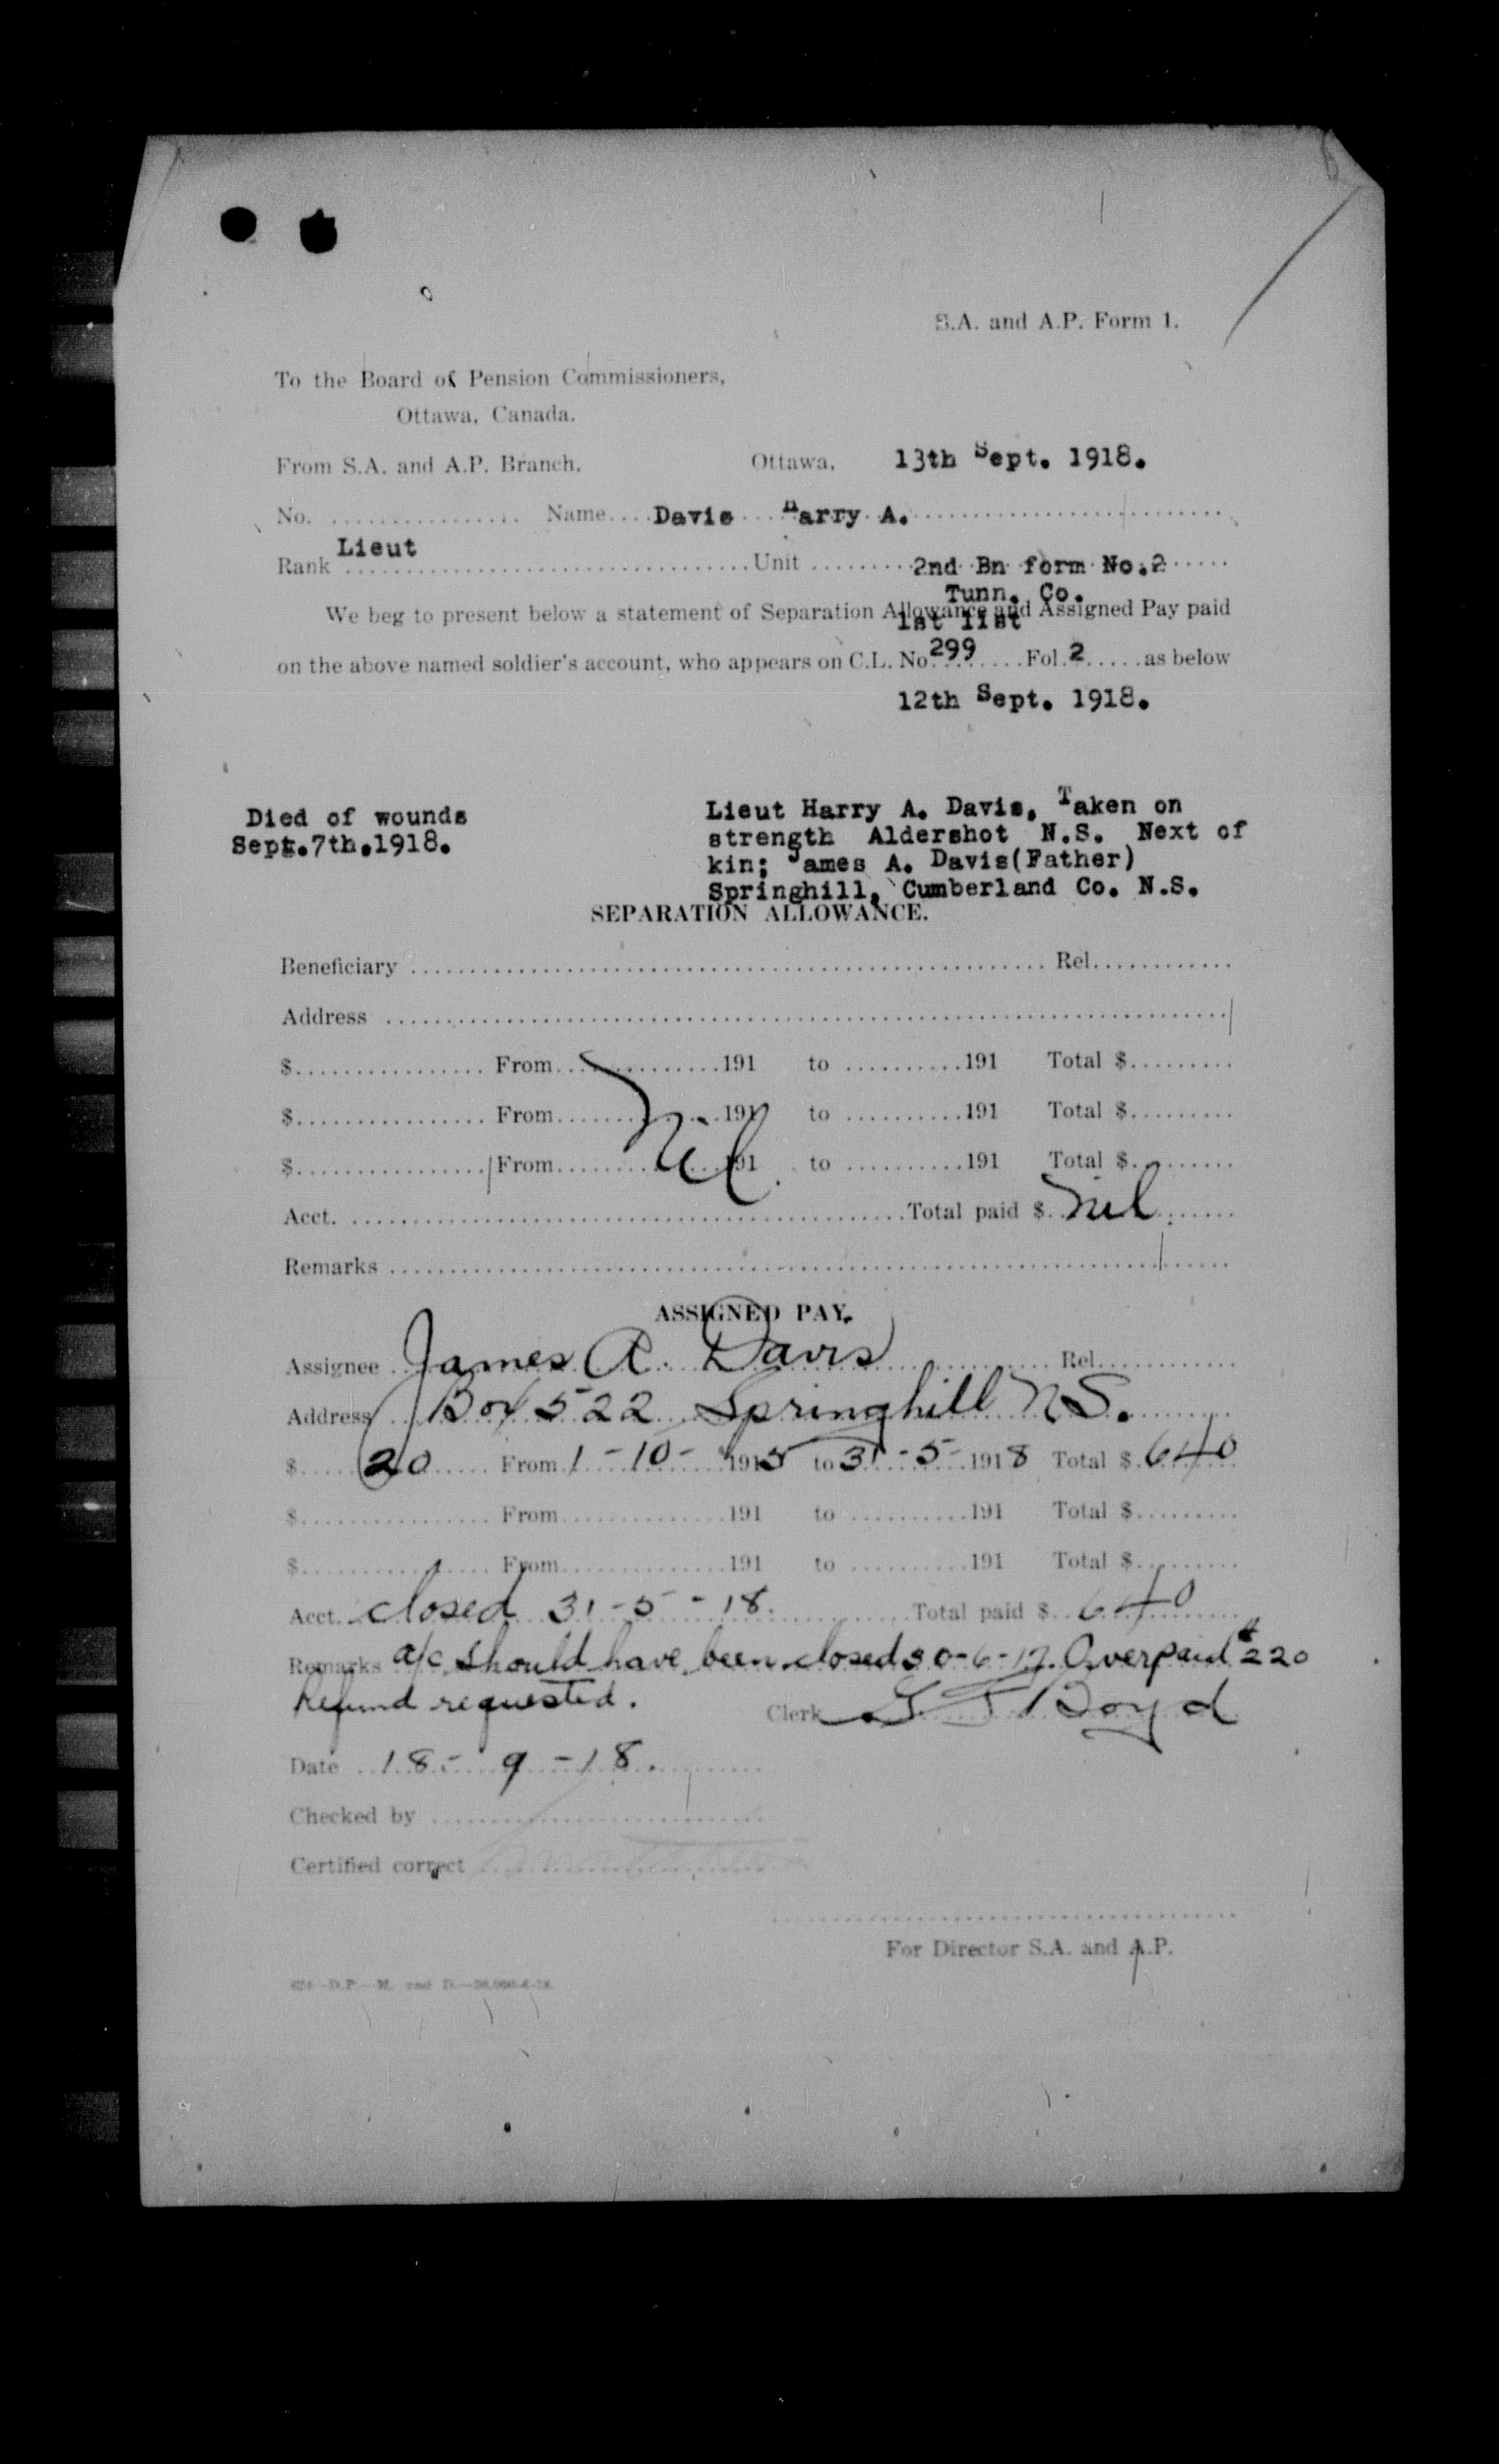 S.A. and A.P. Form 1.
To the Board of Pension Commissioners,
Ottawa, Canada.
From S.A. and A.P. Branch. Ottawa, 13th Sept. 1918.
No. Name Davis Harry A.
Rank Lieut Unit 2nd Bn form No.2
Tunn. Co.
We beg to present below a statement of Separation Allowance and Assigned Pay paid
1st list
on the above named soldier's account, who appears on C.L. No. 299 Fol. 2 as below
12th Sept. 1918.
Died of wounds
Sept.7th.1918.
Lieut Harry A. Davis, Taken on
strength Aldershot N.S. Next of
kin; James A. Davis(Father)
Springhill, Cumberland Co. N.S.
SEPARATION ALLOWANCE.
Beneficiary Rel.
Address
$ From 191 to 191 Total $
$ From 191 to 191 Total $
Nil
$ From 191 to 191 Total $
Acct. Total paid $ Nil
Remarks
ASSIGNED PAY.
Assignee James A. Davis Rel.
Address Box 522 Springhill N.S.
$ 20 From 1-10-1915 to 31-5-1918 Total $ 640
$ From 191 to 191 Total $
$ From 191 to 191 Total $
Acct. closed 31-5-18. Total paid $ 640
Remarks a/c should have been closed 30-6-17. Overpaid $220
Refund requested. Clerk Boyd
Date 18-9-18.
Checked by
Certified correct
For Director S.A. and A.P.